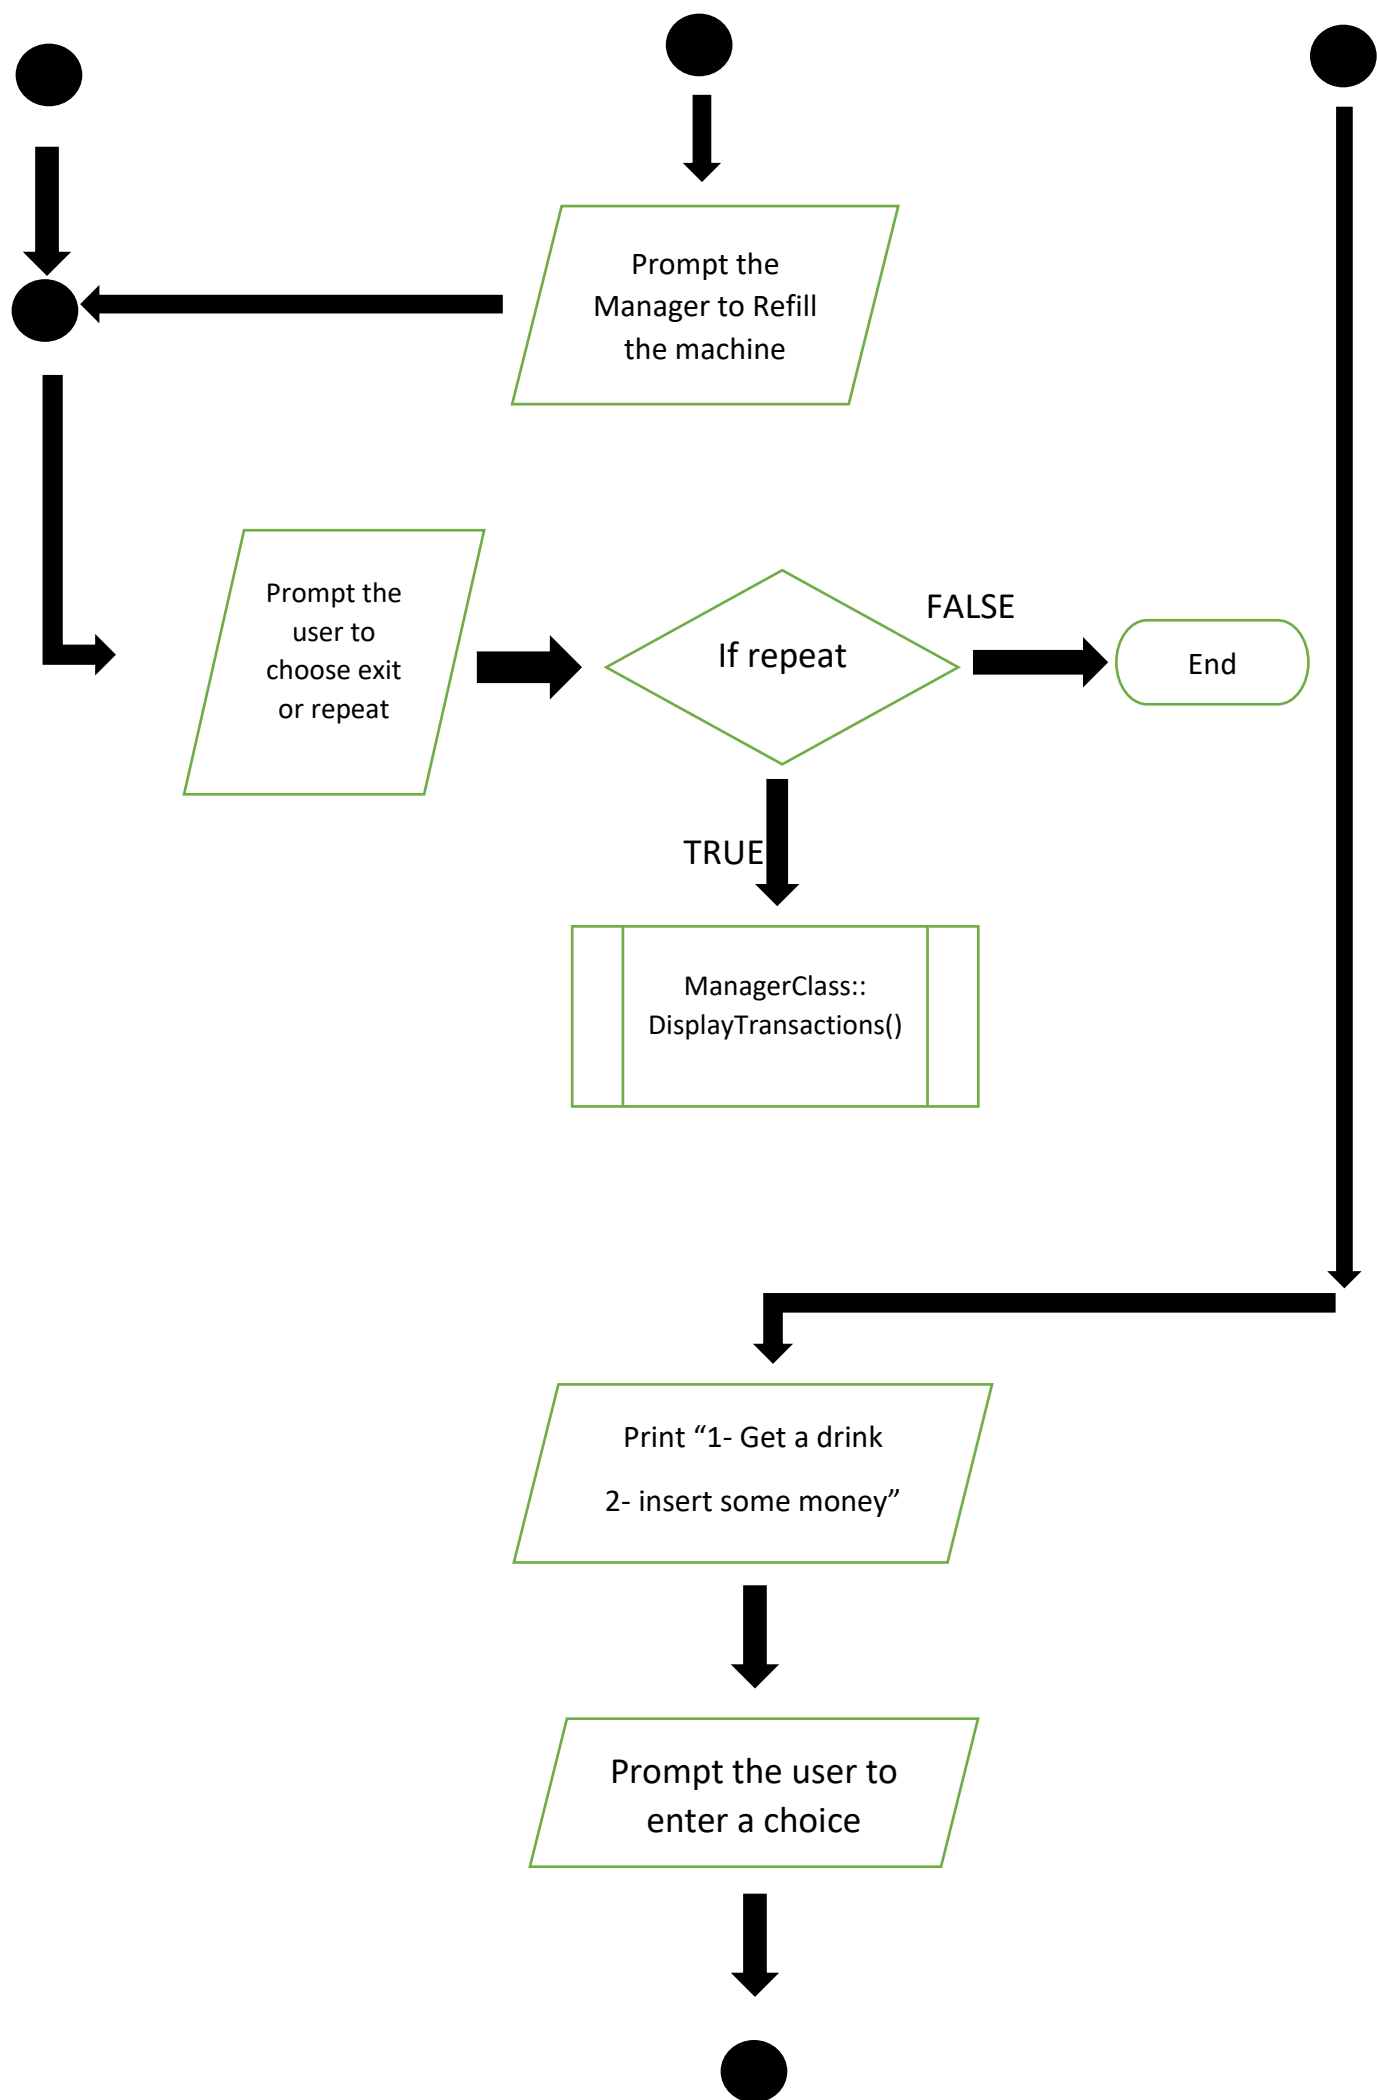 Prompt the
Manager to Refill
the machine
Prompt the
user to
choose exit
or repeat
If repeat
FALSE
End
TRUE
ManagerClass::
DisplayTransactions()
Print “1- Get a drink
2- insert some money”
Prompt the user to
enter a choice